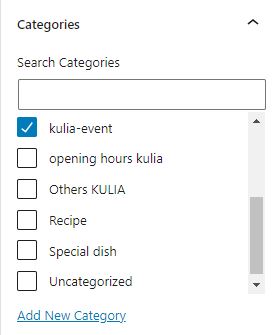 Categories
Search Categories
kulia-event
opening hours kulia
Others KULIA
Recipe
Special dish
Uncategorized
Add New Category